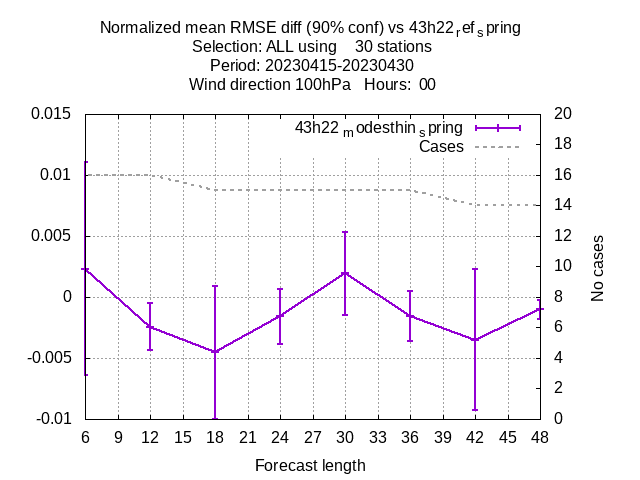 Normalized mean RMSE diff (90% conf) vs 43h22refspring
Selection: ALL using 30 stations
Period: 20230415-20230430
Wind direction 100hPa Hours: 00
43h22modesthinspring
Cases
0.015
0.01
0.005
0
-0.005
-0.01
20
18
16
14
12
10
8
6
4
2
0
No cases
6 9 12 15 18 21 24 27 30 33 36 39 42 45 48
Forecast length